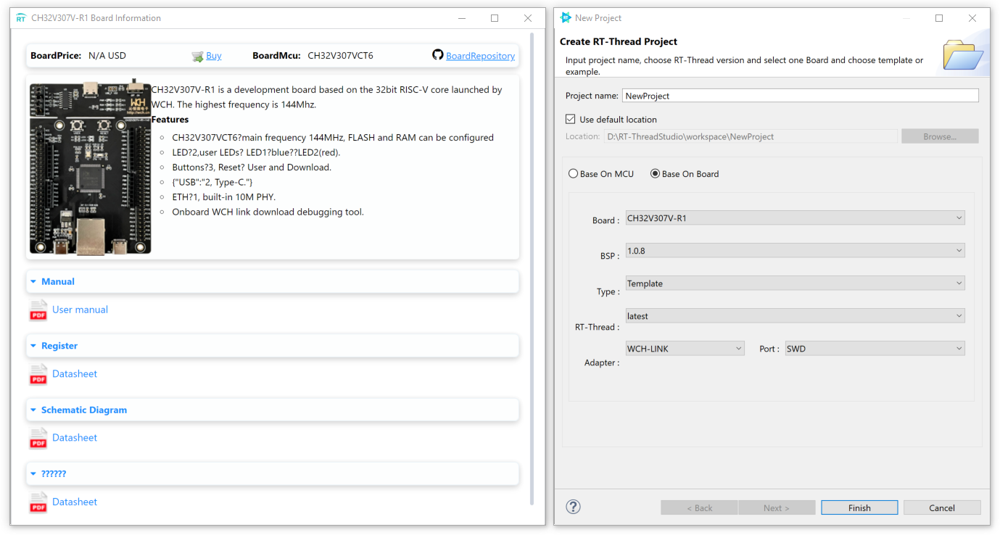 CH32V307V-R1 Board Information
BoardPrice: N/A USD Buy BoardMcu: CH32V307VCT6 BoardRepository
CH32V307V-R1 is a development board based on the 32bit RISC-V core launched by
WCH. The highest frequency is 144Mhz.
Features
CH32V307VCT6?main frequency 144MHz, FLASH and RAM can be configured
LED?2,user LEDs? LED1?blue??LED2(red).
Buttons?3, Reset? User and Download.
{"USB":"2, Type-C."}
ETH?1, built-in 10M PHY.
Onboard WCH link download debugging tool.
Manual
PDF User manual
Register
PDF Datasheet
Schematic Diagram
PDF Datasheet
??????
PDF Datasheet
New Project
Create RT-Thread Project
Input project name, choose RT-Thread version and select one Board and choose template or
example.
Project name: NewProject
Use default location
Location: D:\RT-ThreadStudio\workspace\NewProject Browse...
Base On MCU Base On Board
Board : CH32V307V-R1
BSP : 1.0.8
Type : Template
RT-Thread : latest
Adapter : WCH-LINK Port : SWD
? < Back Next > Finish Cancel